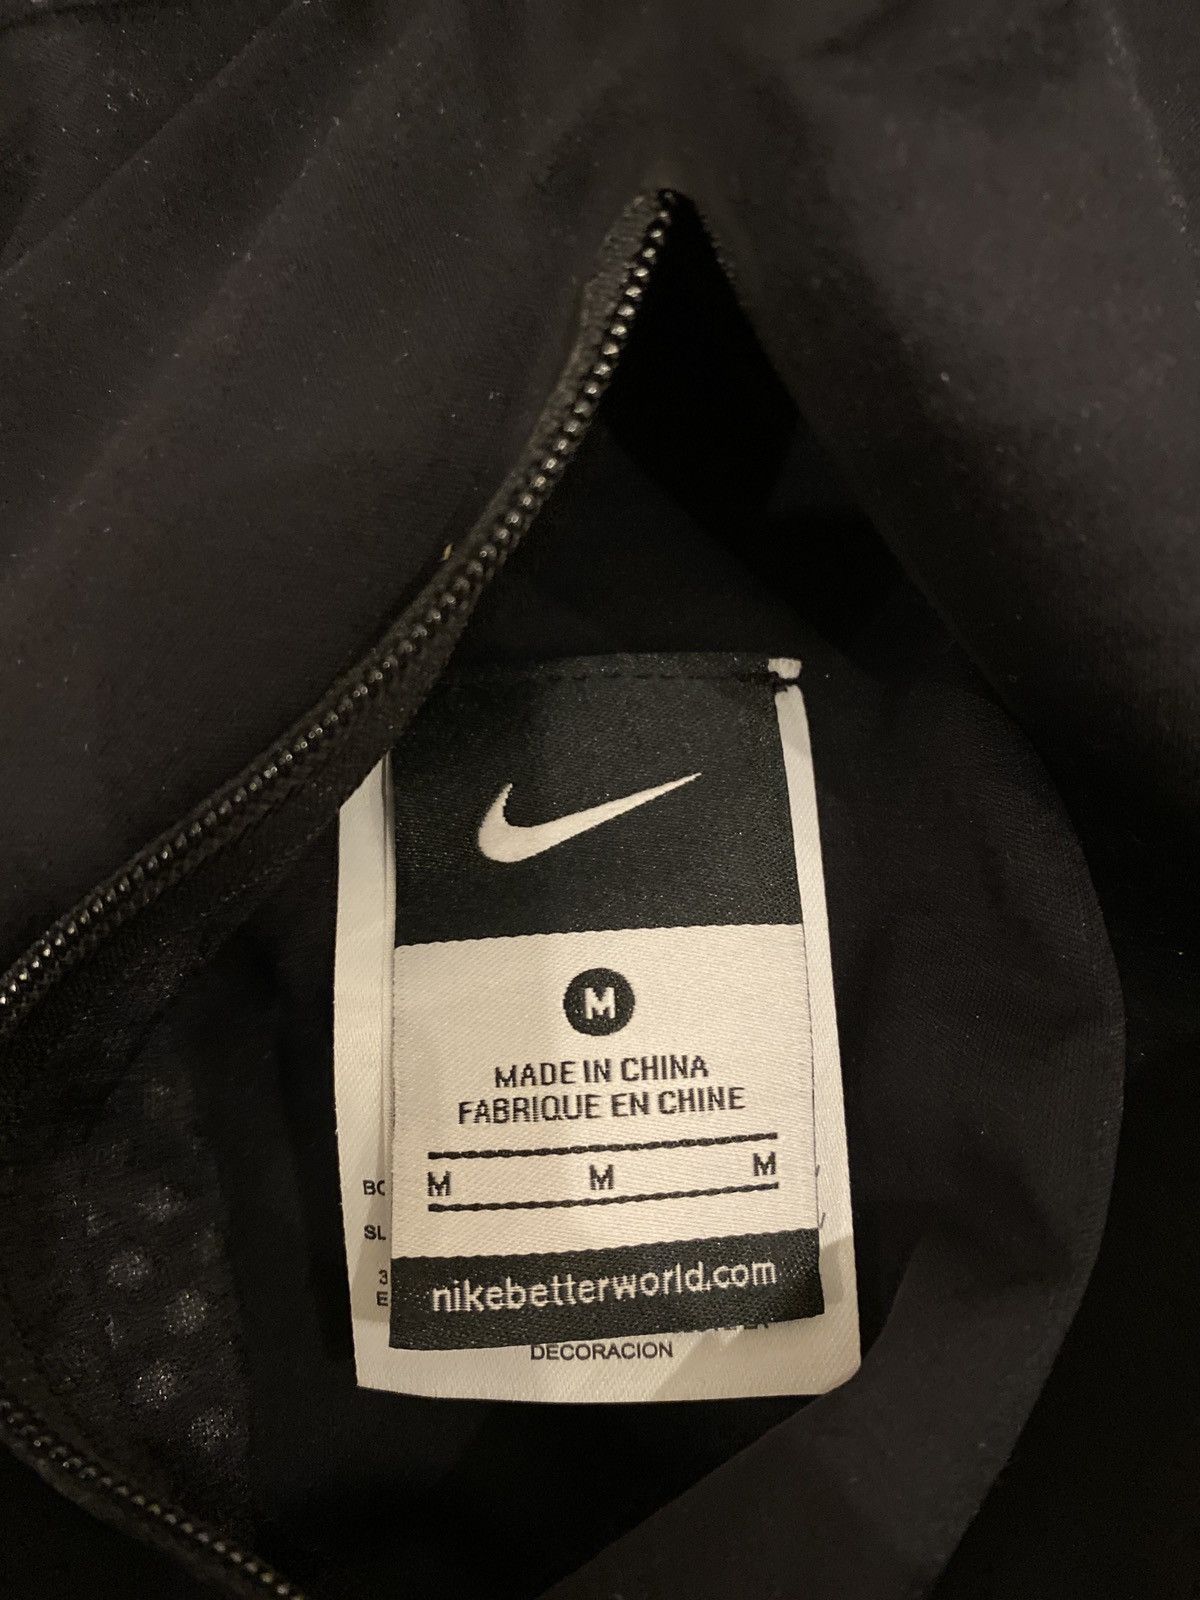 M
MADE IN CHINA
FABRIQUE EN CHINE
M M M
nikebetterworld.com
DECORACION